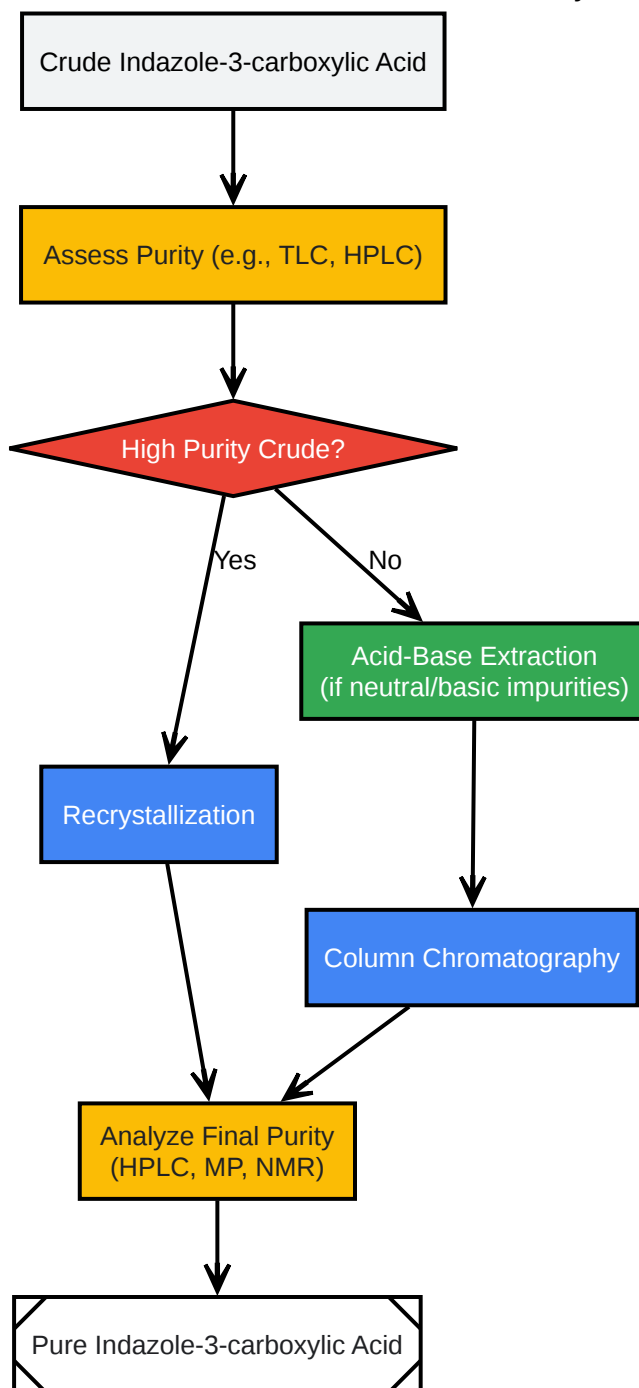 Crude Indazole-3-carboxylic Acid
Assess Purity (e.g., TLC, HPLC)
High Purity Crude?
Yes
No
Acid-Base Extraction
(if neutral/basic impurities)
Recrystallization
Column Chromatography
Analyze Final Purity
(HPLC, MP, NMR)
Pure Indazole-3-carboxylic Acid